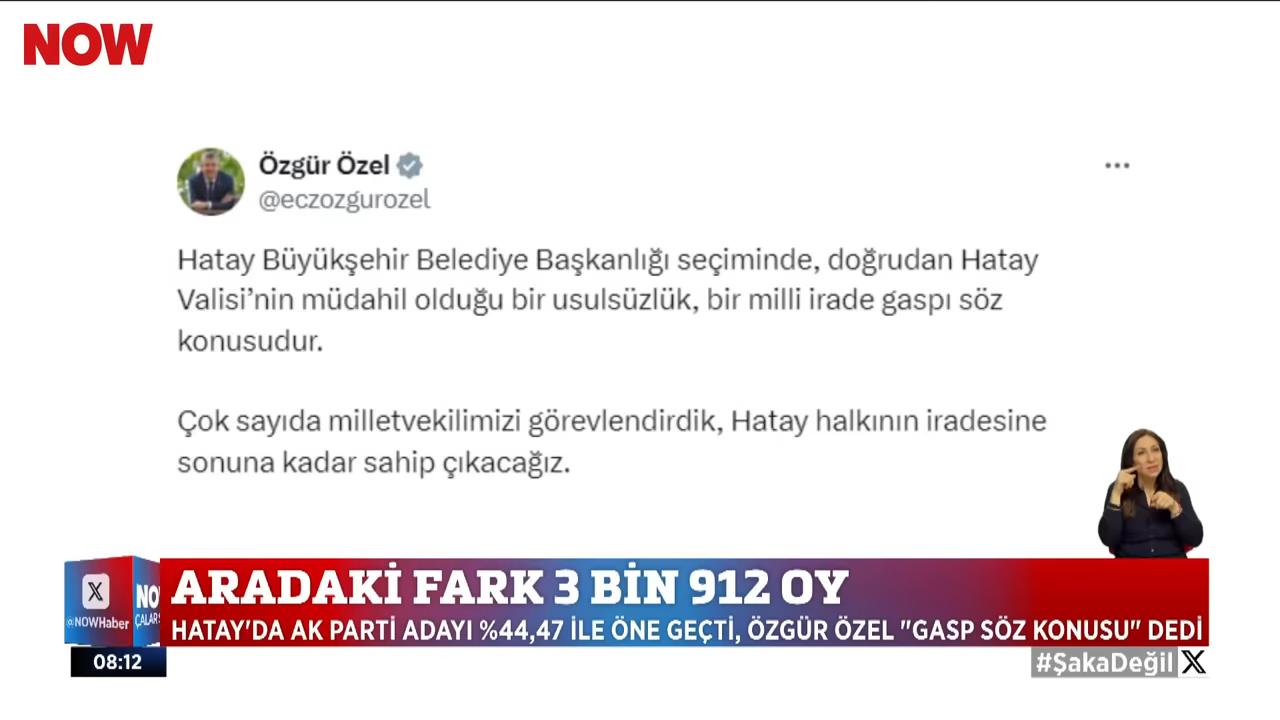 NOW
Özgür Özel
@eczozgurozel
Hatay Büyükşehir Belediye Başkanlığı seçiminde, doğrudan Hatay
Valisi’nin müdahil olduğu bir usulsüzlük, bir milli irade gaspı söz
konusudur.
Çok sayıda milletvekilimizi görevlendirdik, Hatay halkının iradesine
sonuna kadar sahip çıkacağız.
ARADAKİ FARK 3 BİN 912 OY
@NOWHaber
HATAY'DA AK PARTİ ADAYI %44,47 İLE ÖNE GEÇTİ, ÖZGÜR ÖZEL "GASP SÖZ KONUSU" DEDİ
08:12
#ŞakaDeğil X